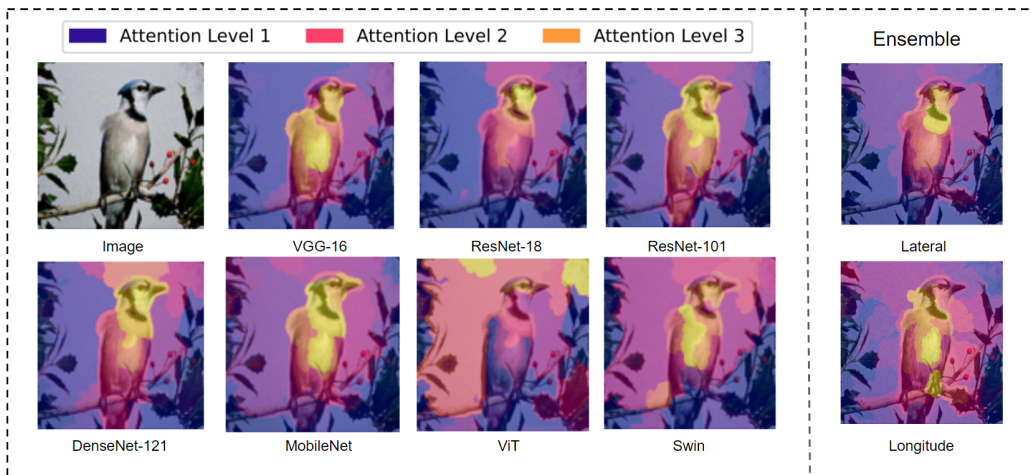 Attention Level 1 Attention Level 2 Attention Level 3
Ensemble
Image VGG-16 ResNet-18 ResNet-101 Lateral
DenseNet-121 MobileNet ViT Swin Longitude